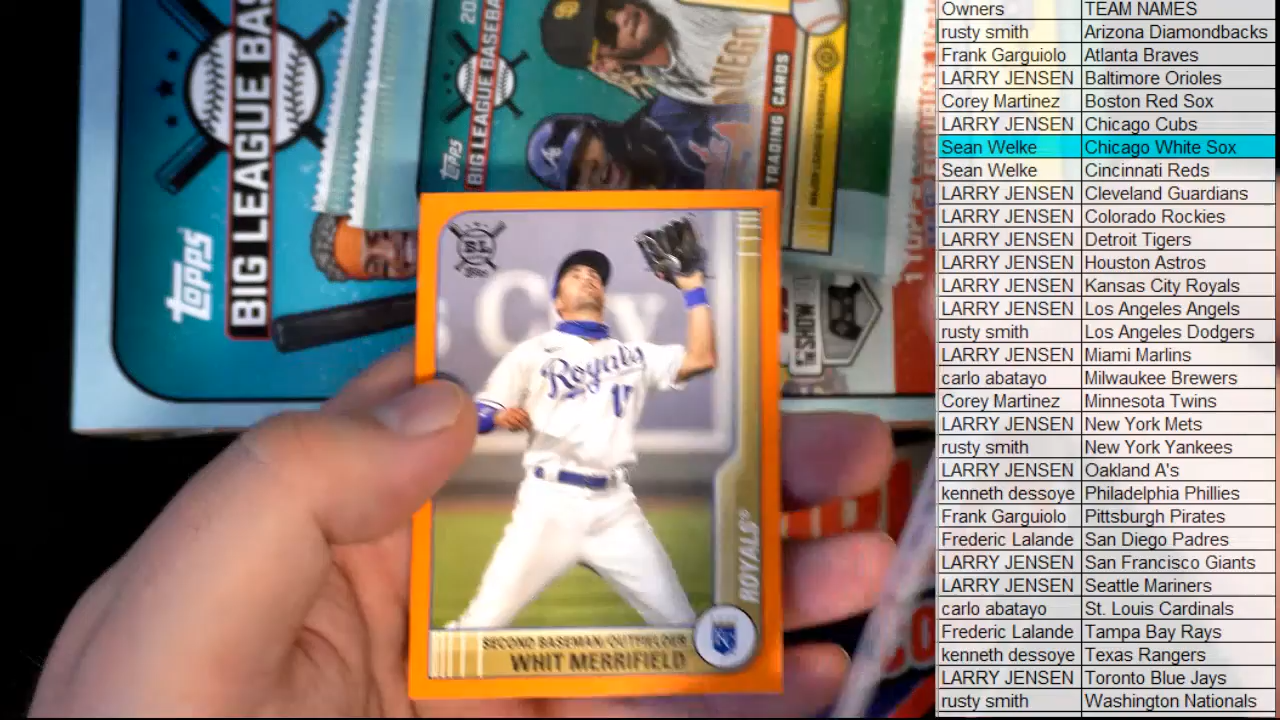 BIG LEAGUE BAS
Topps
20
BIG LEAGUE BASEBA
Topps
TRADING CARDS
DIEGO
THE SHOW
BL
Royals
17
ROYALS®
SECOND BASEMAN/OUTFIELDER
WHIT MERRIFIELD
Owners TEAM NAMES
rusty smith Arizona Diamondbacks
Frank Garguiolo Atlanta Braves
LARRY JENSEN Baltimore Orioles
Corey Martinez Boston Red Sox
LARRY JENSEN Chicago Cubs
Sean Welke Chicago White Sox
Sean Welke Cincinnati Reds
LARRY JENSEN Cleveland Guardians
LARRY JENSEN Colorado Rockies
LARRY JENSEN Detroit Tigers
LARRY JENSEN Houston Astros
LARRY JENSEN Kansas City Royals
LARRY JENSEN Los Angeles Angels
rusty smith Los Angeles Dodgers
LARRY JENSEN Miami Marlins
carlo abatayo Milwaukee Brewers
Corey Martinez Minnesota Twins
LARRY JENSEN New York Mets
rusty smith New York Yankees
LARRY JENSEN Oakland A's
kenneth dessoye Philadelphia Phillies
Frank Garguiolo Pittsburgh Pirates
Frederic Lalande San Diego Padres
LARRY JENSEN San Francisco Giants
LARRY JENSEN Seattle Mariners
carlo abatayo St. Louis Cardinals
Frederic Lalande Tampa Bay Rays
kenneth dessoye Texas Rangers
LARRY JENSEN Toronto Blue Jays
rusty smith Washington Nationals